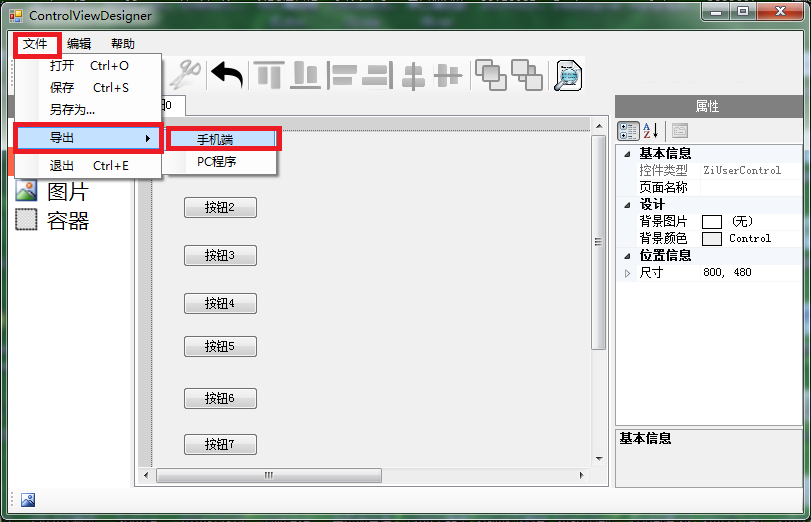 ControlViewDesigner
文件 编辑 帮助
打开 Ctrl+O
保存 Ctrl+S
另存为...
导出
手机端
PC程序
退出 Ctrl+E
图片
容器
按钮2
按钮3
按钮4
按钮5
按钮6
按钮7
属性
基本信息
控件类型 ZiUserControl
页面名称
设计
背景图片 (无)
背景颜色 Control
位置信息
尺寸 800, 480
基本信息